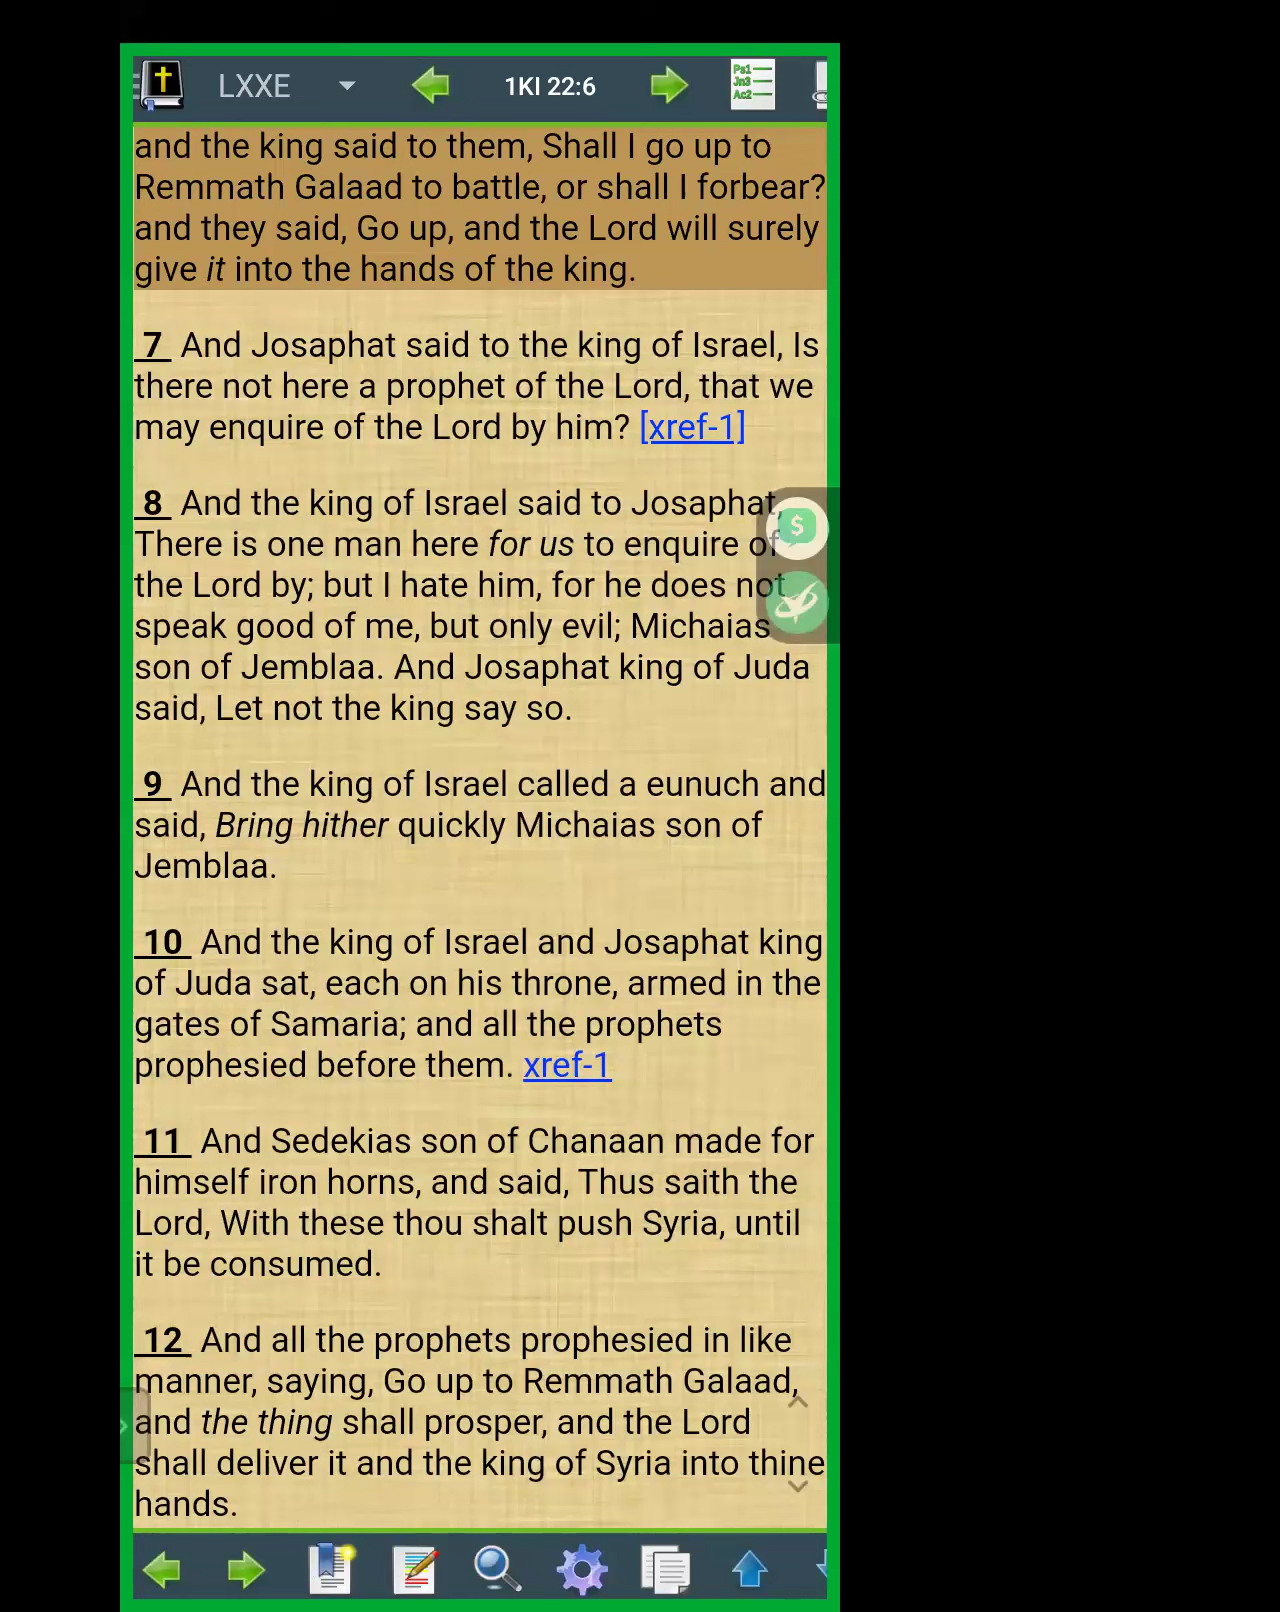 LXXE
1KI 22:6
Ps1
Jn3
Ac2
and the king said to them, Shall I go up to
Remmath Galaad to battle, or shall I forbear?
and they said, Go up, and the Lord will surely
give it into the hands of the king.
7 And Josaphat said to the king of Israel, Is
there not here a prophet of the Lord, that we
may enquire of the Lord by him? [xref-1]
8 And the king of Israel said to Josaphat,
There is one man here for us to enquire of
the Lord by; but I hate him, for he does not
speak good of me, but only evil; Michaias
son of Jemblaa. And Josaphat king of Juda
said, Let not the king say so.
9 And the king of Israel called a eunuch and
said, Bring hither quickly Michaias son of
Jemblaa.
10 And the king of Israel and Josaphat king
of Juda sat, each on his throne, armed in the
gates of Samaria; and all the prophets
prophesied before them. xref-1
11 And Sedekias son of Chanaan made for
himself iron horns, and said, Thus saith the
Lord, With these thou shalt push Syria, until
it be consumed.
12 And all the prophets prophesied in like
manner, saying, Go up to Remmath Galaad,
and the thing shall prosper, and the Lord
shall deliver it and the king of Syria into thine
hands.